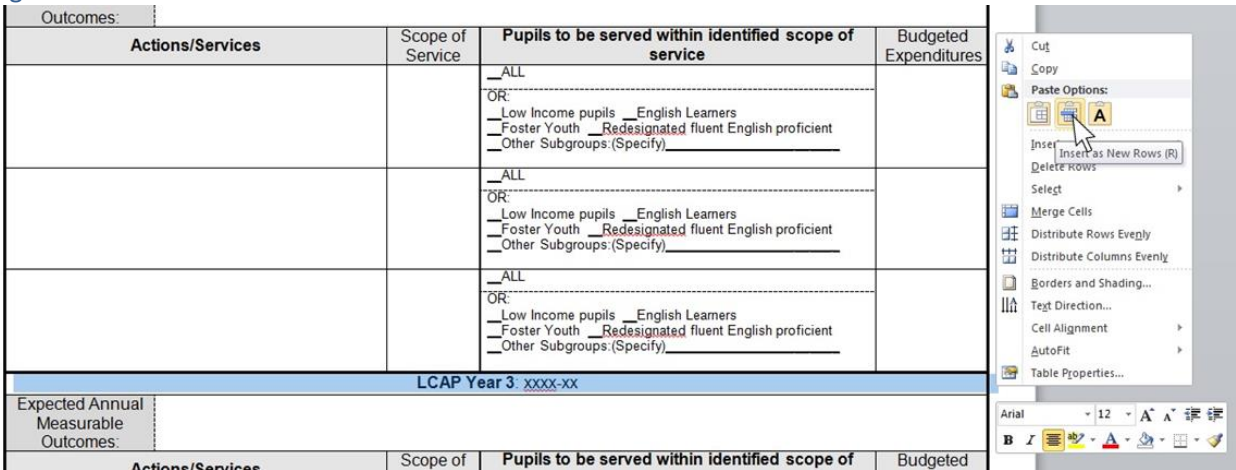 Outcomes:
Actions/Services
Scope of
Service
Pupils to be served within identified scope of
service
Budgeted
Expenditures
__ALL
OR:
__Low Income pupils __English Learners
__Foster Youth __Redesignated fluent English proficient
__Other Subgroups:(Specify)________________________
__ALL
OR:
__Low Income pupils __English Learners
__Foster Youth __Redesignated fluent English proficient
__Other Subgroups:(Specify)________________________
__ALL
OR:
__Low Income pupils __English Learners
__Foster Youth __Redesignated fluent English proficient
__Other Subgroups:(Specify)________________________
LCAP Year 3: xxxx-xx
Expected Annual
Measurable
Outcomes:
Actions/Services
Scope of
Pupils to be served within identified scope of
Budgeted
Cut
Copy
Paste Options:
A
Insert as New Rows (R)
Delete Rows
Select
Merge Cells
Distribute Rows Evenly
Distribute Columns Evenly
Borders and Shading...
Text Direction...
Cell Alignment
AutoFit
Table Properties...
Arial 12 A A
B I ab A